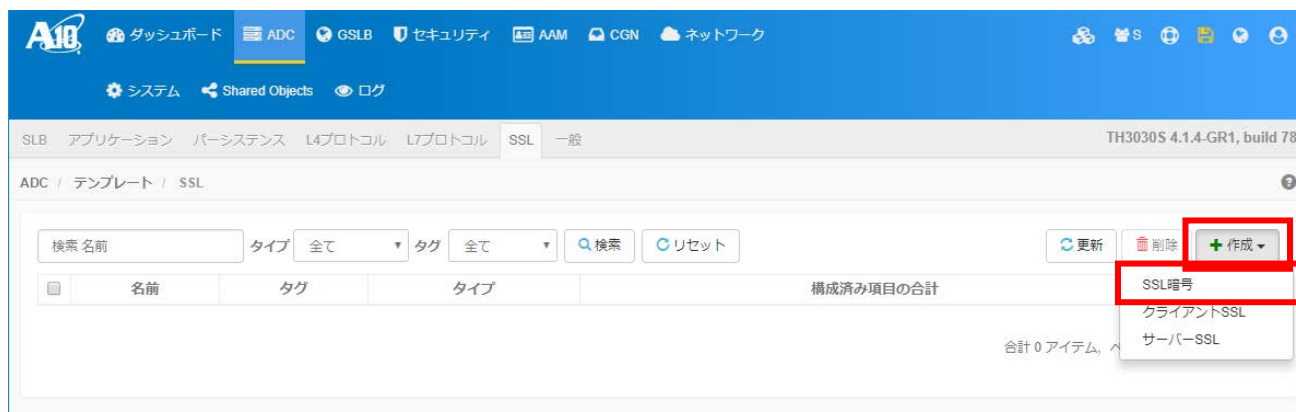 A10 ダッシュボード ADC GSLB セキュリティ AAM CGN ネットワーク S
システム Shared Objects ログ
SLB アプリケーション パーシステンス L4プロトコル L7プロトコル SSL 一般 TH3030S 4.1.4-GR1, build 78
ADC / テンプレート / SSL
検索 名前 タイプ 全て タグ 全て 検索 リセット 更新 削除 作成
名前 タグ タイプ 構成済み項目の合計
SSL暗号
クライアントSSL
サーバーSSL
合計 0 アイテム,